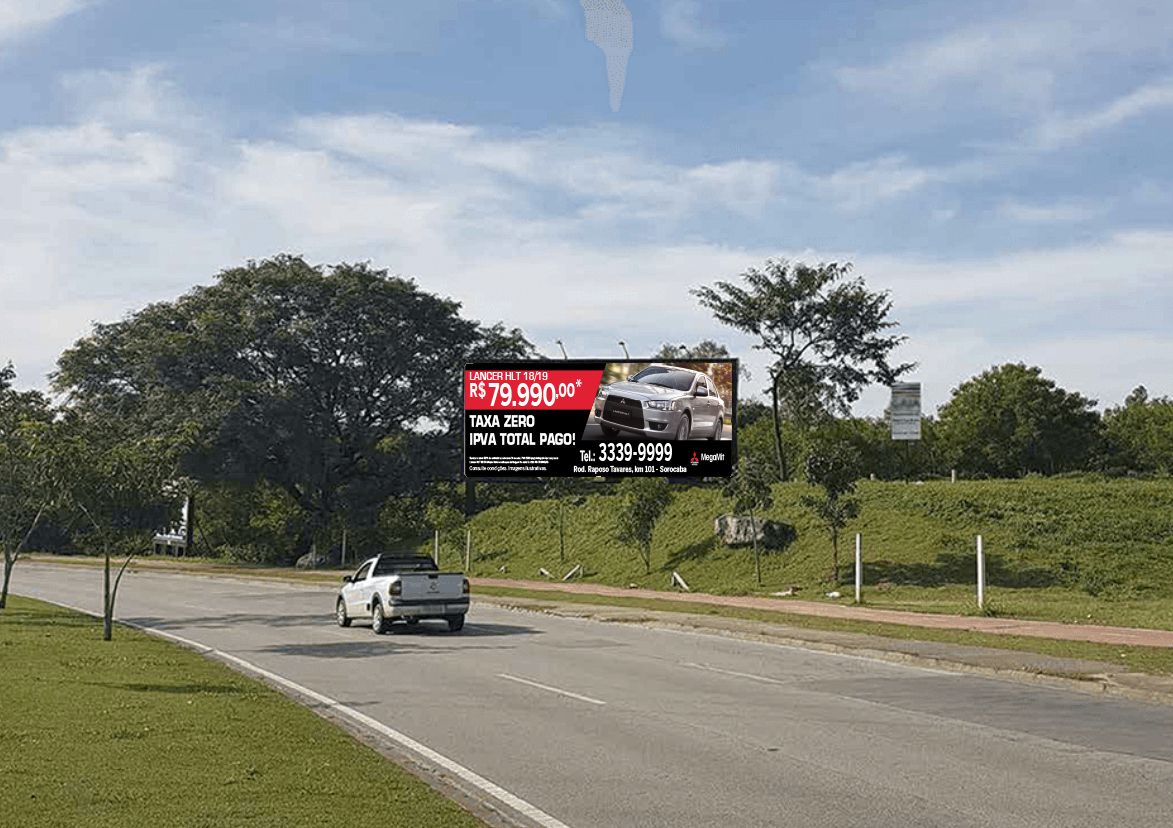 LANCER HLT 18/19
R$79.990,00*
TAXA ZERO
IPVA TOTAL PAGO!
Consulte condições. Imagens ilustrativas.
Tel.: 3339-9999
MegaMit
Rod. Raposo Tavares, km 101 - Sorocaba